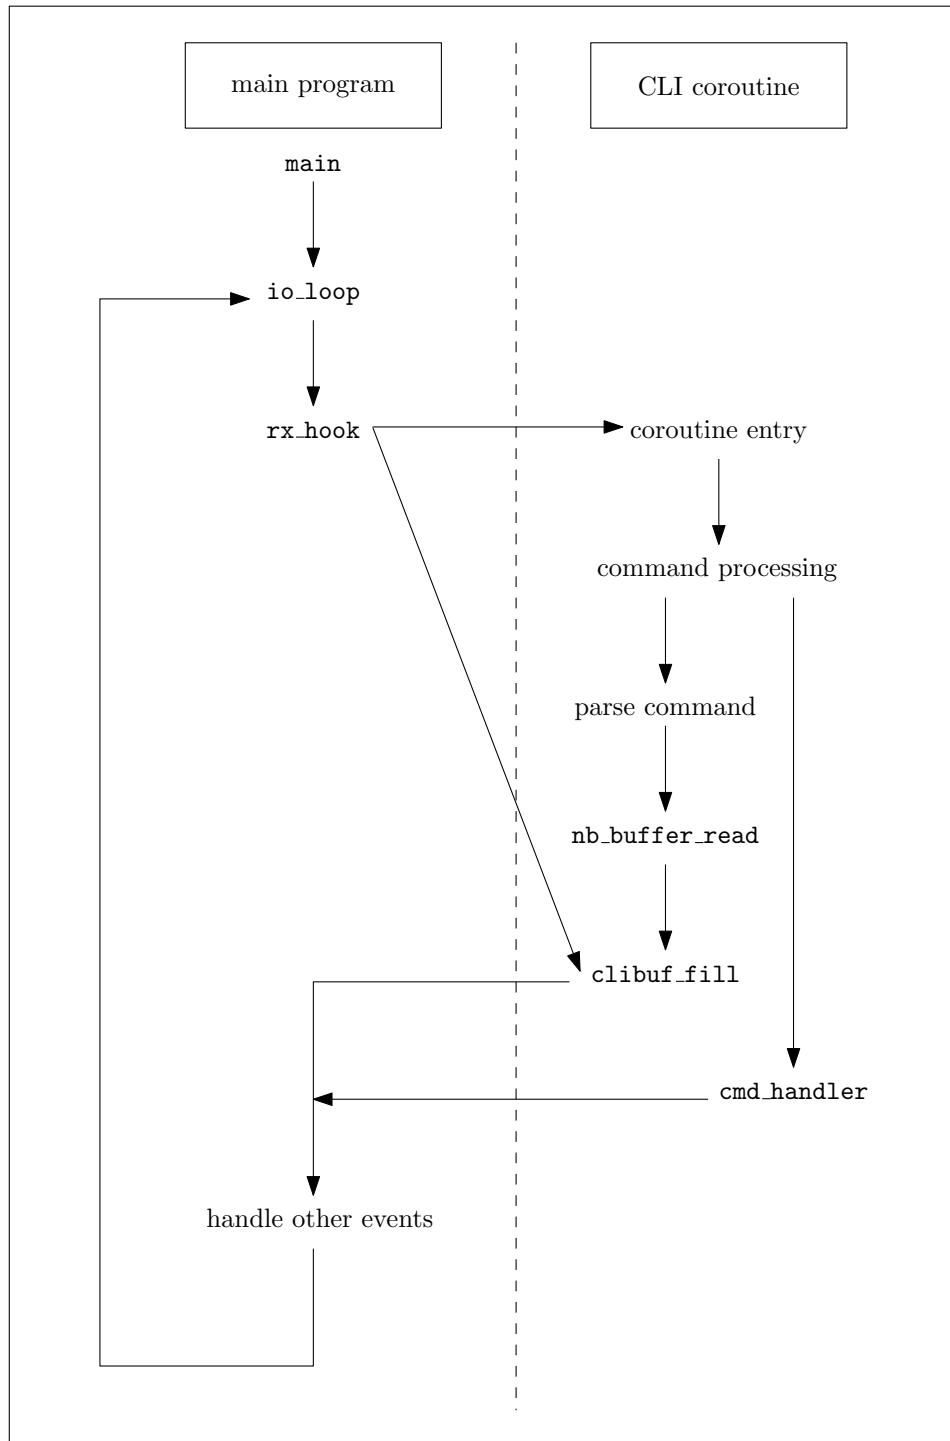 main program
CLI coroutine
main
io_loop
rx_hook
coroutine entry
command processing
parse command
nb_buffer_read
clibuf_fill
cmd_handler
handle other events